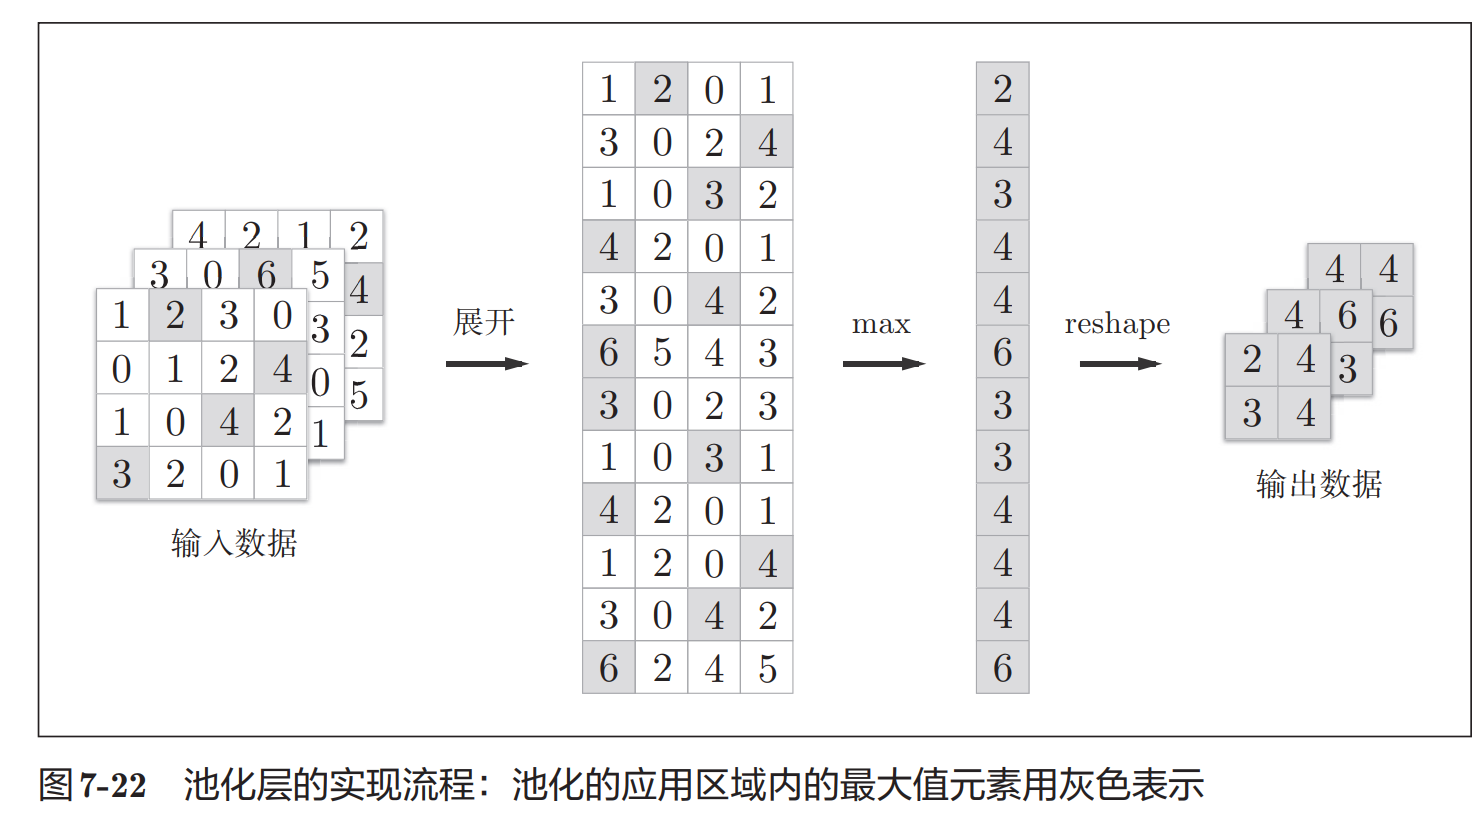 4 2 1 2
3 0 6 5 4
1 2 3 0 3 2
0 1 2 4 0 5
1 0 4 2 1
3 2 0 1
输入数据
展开
1 2 0 1
3 0 2 4
1 0 3 2
4 2 0 1
3 0 4 2
6 5 4 3
3 0 2 3
1 0 3 1
4 2 0 1
1 2 0 4
3 0 4 2
6 2 4 5
max
2
4
3
4
4
6
3
3
4
4
4
6
reshape
4 4
4 6 6
2 4 3
3 4
输出数据
图 7-22 池化层的实现流程：池化的应用区域内的最大值元素用灰色表示